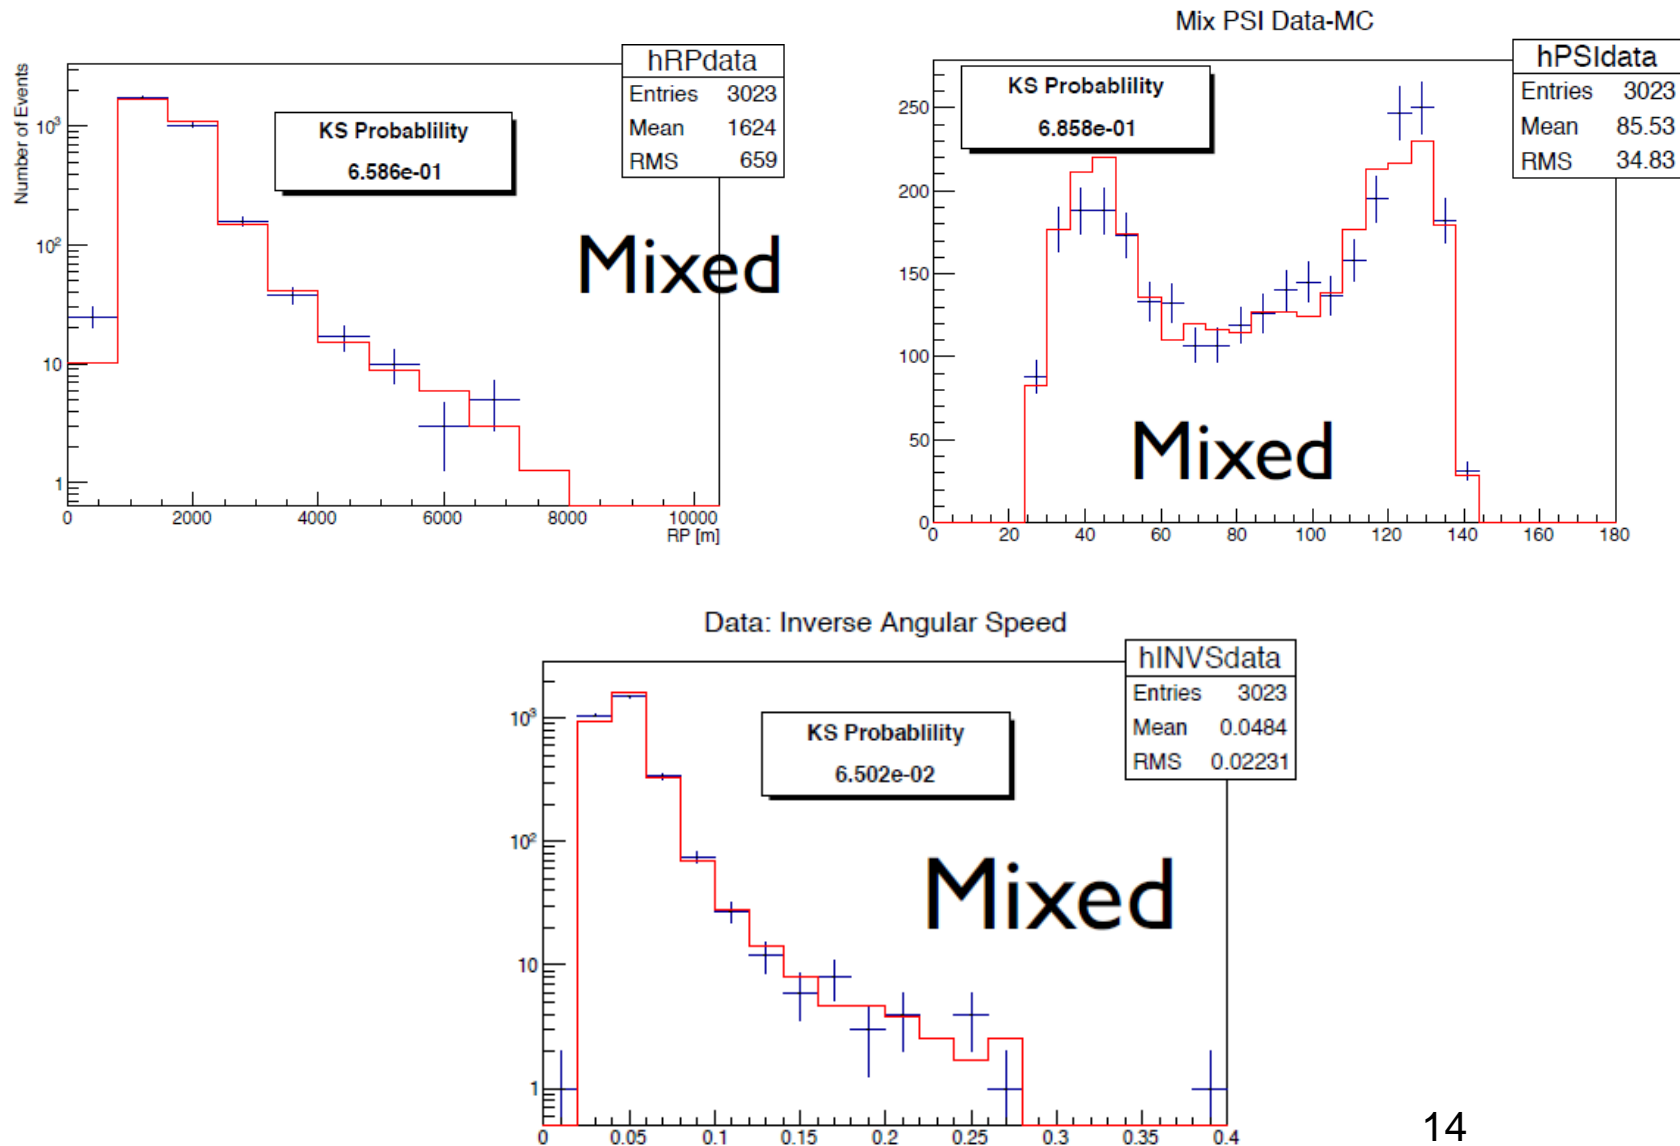 Mix PSI Data-MC
Number of Events
hRPdata
Entries 3023
Mean 1624
RMS 659
KS Probablility
6.586e-01
Mixed
10³
10²
10
1
0 2000 4000 6000 8000 10000
RP [m]
hPSIdata
Entries 3023
Mean 85.53
RMS 34.83
KS Probablility
6.858e-01
Mixed
250
200
150
100
50
0
0 20 40 60 80 100 120 140 160 180
Data: Inverse Angular Speed
hINVSdata
Entries 3023
Mean 0.0484
RMS 0.02231
KS Probablility
6.502e-02
Mixed
10³
10²
10
1
0 0.05 0.1 0.15 0.2 0.25 0.3 0.35 0.4
14